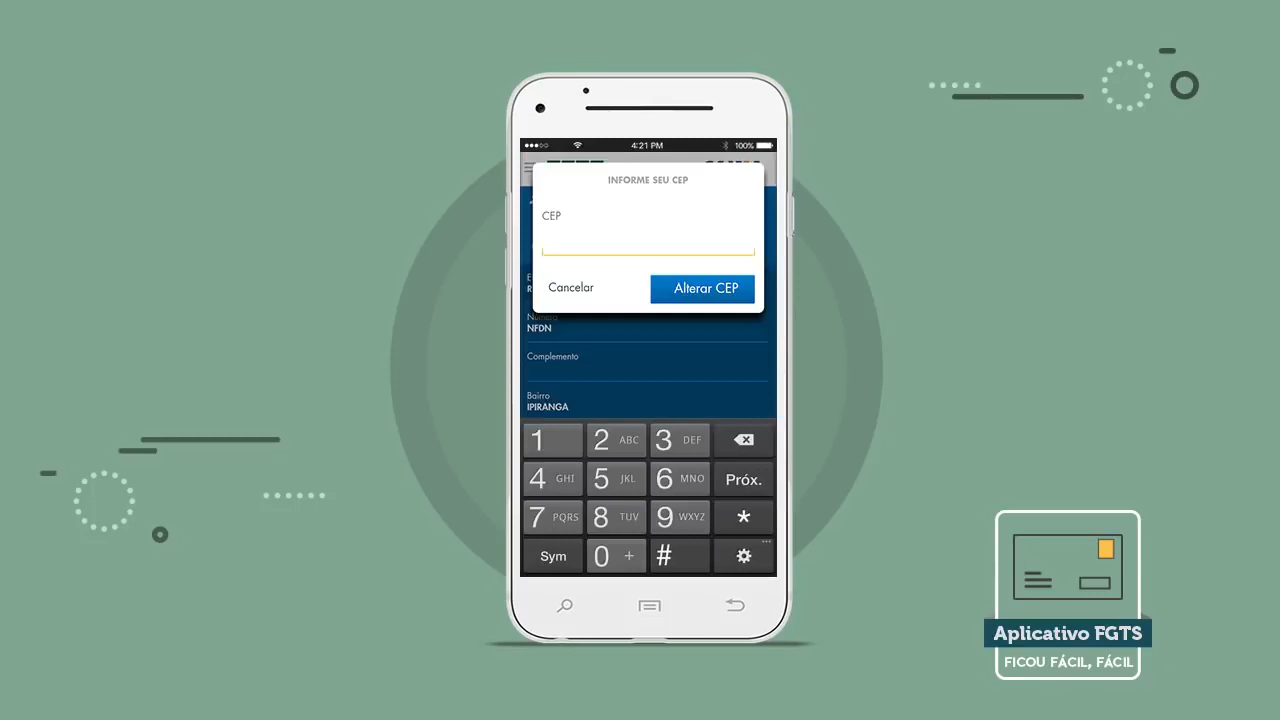 4:21 PM
100%
INFORME SEU CEP
CEP
Cancelar
Alterar CEP
NFDN
Complemento
Bairro
IPIRANGA
1
2 ABC
3 DEF
4 GHI
5 JKL
6 MNO
Próx.
7 PQRS
8 TUV
9 WXYZ
*
Sym
0 +
#
Aplicativo FGTS
FICOU FÁCIL, FÁCIL